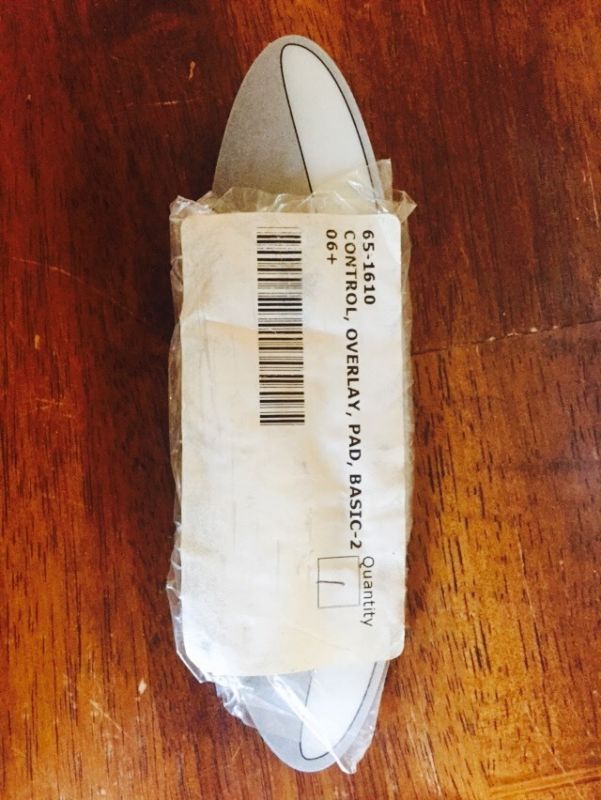 65-1610
CONTROL, OVERLAY, PAD, BASIC-2
06+
Quantity
1